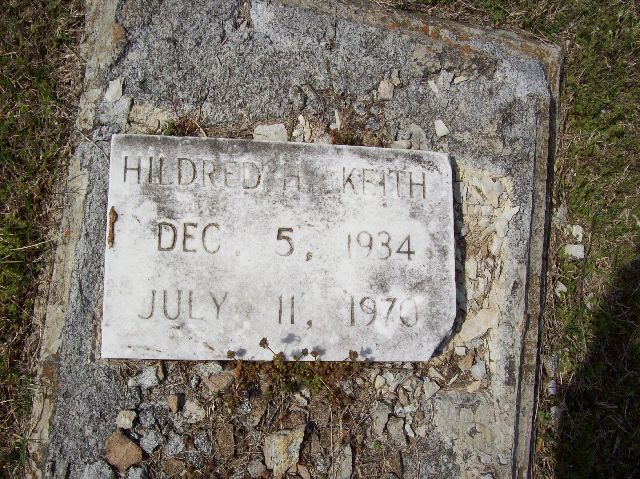 HILDRED H. KEITH
DEC. 5, 1934
JULY 11, 1970